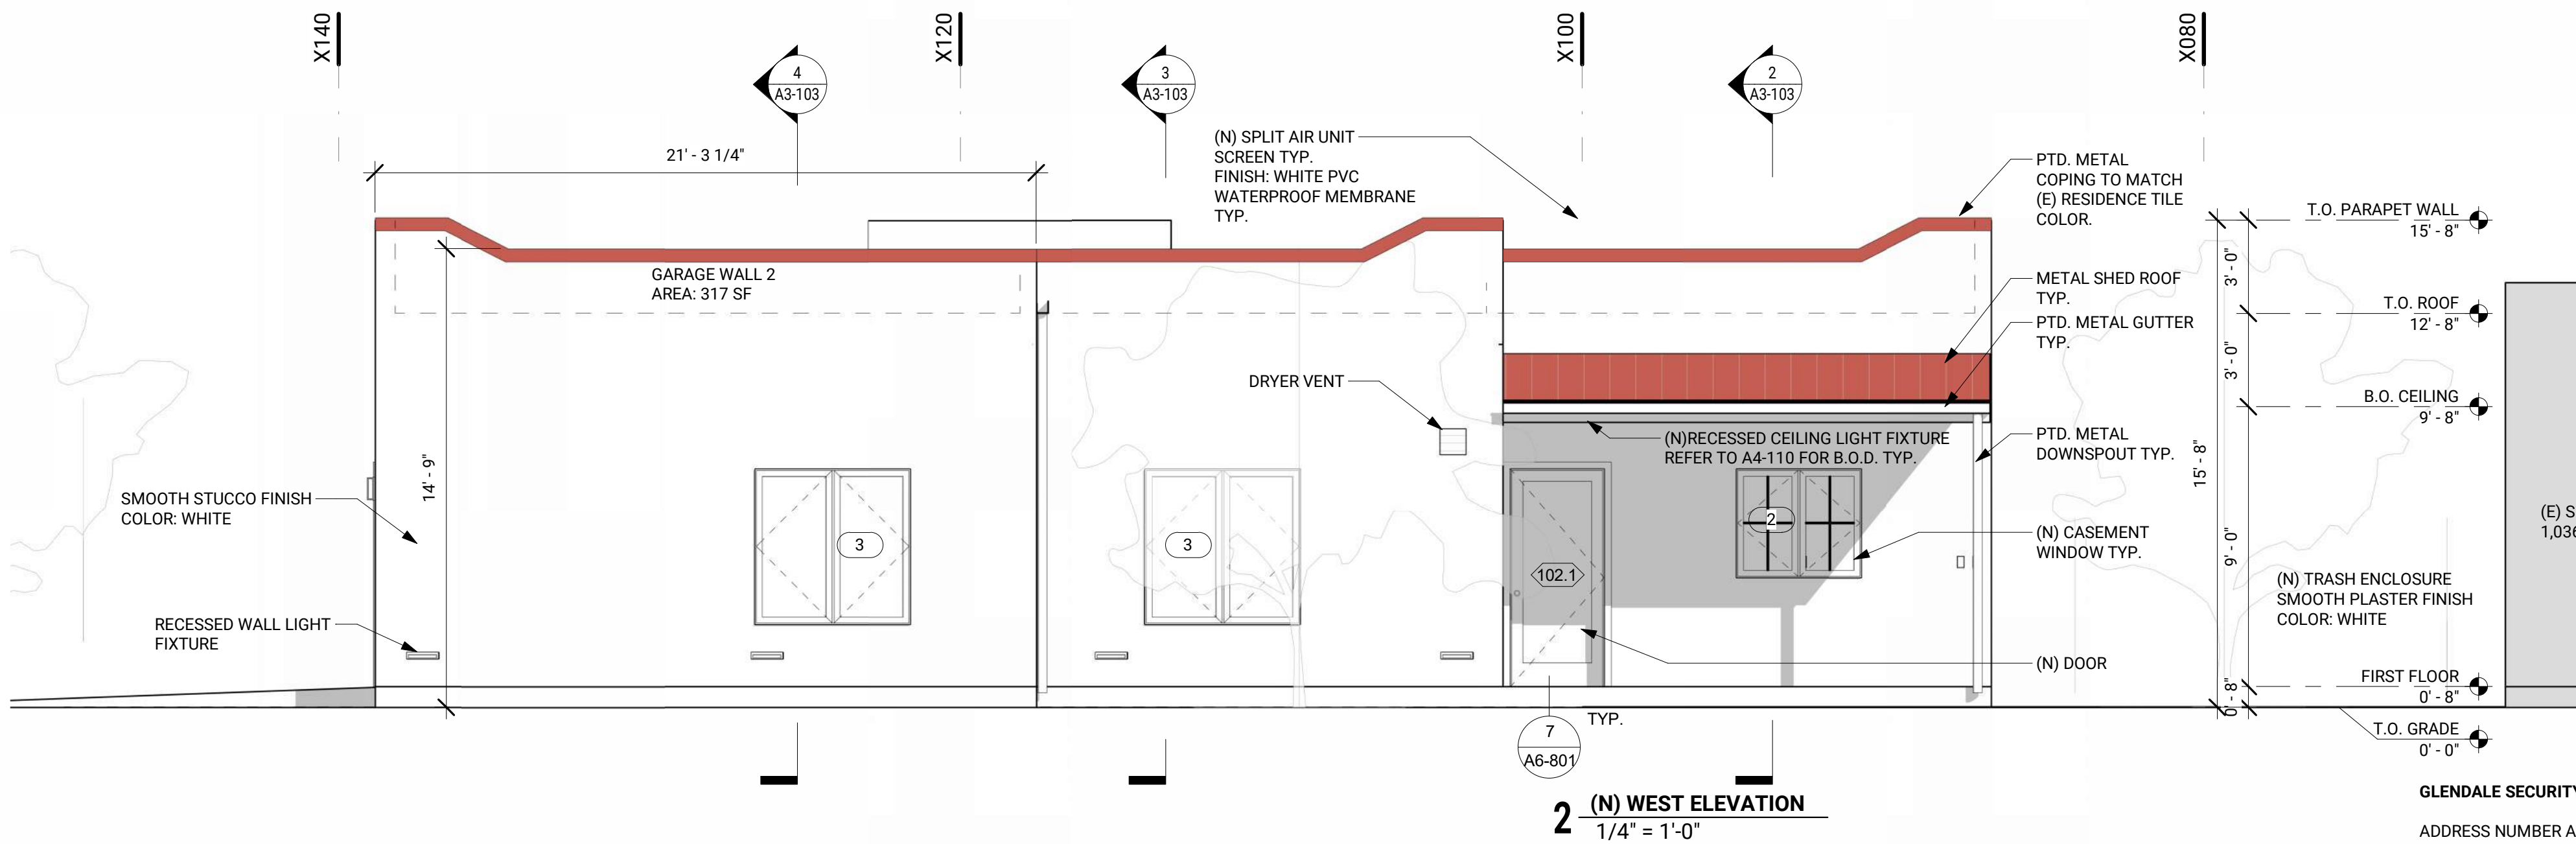 X140
X120
X100
X080
4
A3-103
3
A3-103
2
A3-103
21' - 3 1/4"
(N) SPLIT AIR UNIT
SCREEN TYP.
FINISH: WHITE PVC
WATERPROOF MEMBRANE
TYP.
PTD. METAL
COPING TO MATCH
(E) RESIDENCE TILE
COLOR.
T.O. PARAPET WALL
15' - 8"
GARAGE WALL 2
AREA: 317 SF
METAL SHED ROOF
TYP.
3' - 0"
T.O. ROOF
12' - 8"
PTD. METAL GUTTER
TYP.
3' - 0"
DRYER VENT
B.O. CEILING
9' - 8"
(N)RECESSED CEILING LIGHT FIXTURE
REFER TO A4-110 FOR B.O.D. TYP.
PTD. METAL
DOWNSPOUT TYP.
14' - 9"
15' - 8"
SMOOTH STUCCO FINISH
COLOR: WHITE
3
3
2
102.1
(N) CASEMENT
WINDOW TYP.
9' - 0"
(E) S
1,036
(N) TRASH ENCLOSURE
SMOOTH PLASTER FINISH
COLOR: WHITE
RECESSED WALL LIGHT
FIXTURE
(N) DOOR
FIRST FLOOR
0' - 8"
0' - 8"
TYP.
7
A6-801
T.O. GRADE
0' - 0"
2
(N) WEST ELEVATION
1/4" = 1'-0"
GLENDALE SECURITY
ADDRESS NUMBER A